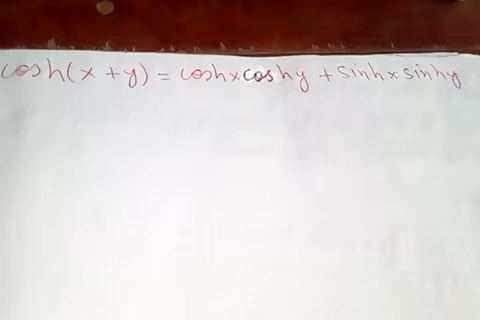 cosh(x + y) = coshxcoshy + sinhxsinhy